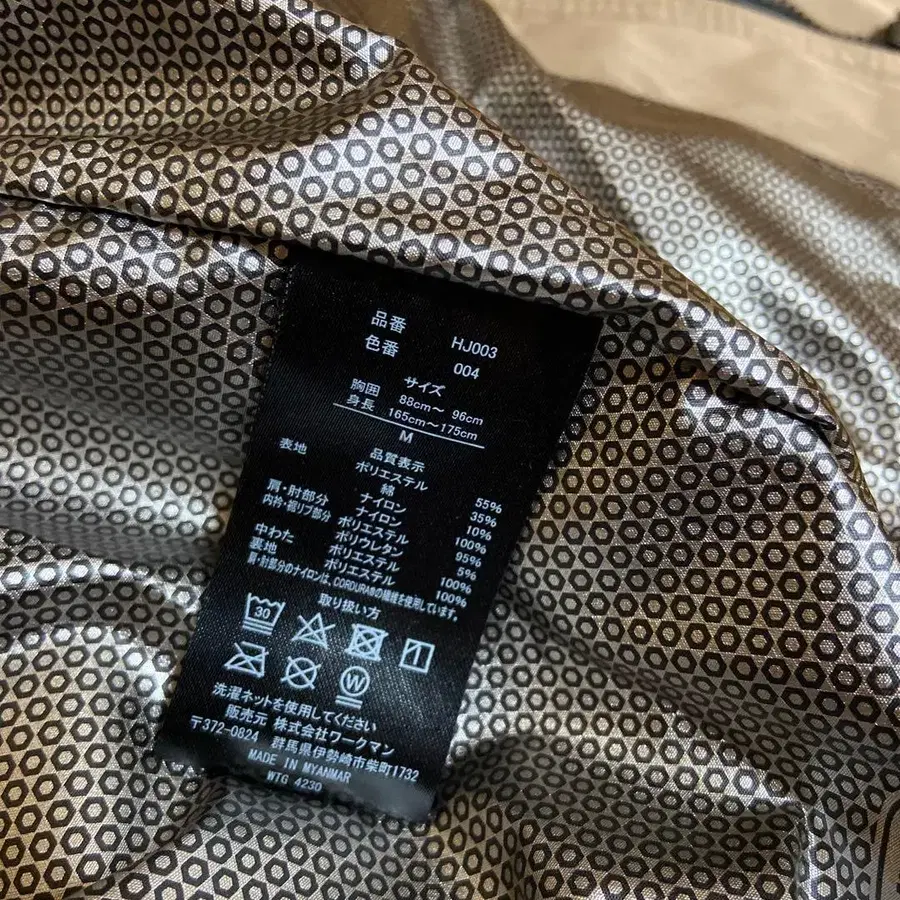 品番 HJ003
色番 004
サイズ
胸囲 88cm～ 96cm
身長 165cm～175cm
M
品質表示
表地 ポリエステル 55%
綿 35%
ナイロン 10%
肩・肘部分 ナイロン 100%
内衿・裾リブ部分 ポリエステル 95%
ポリウレタン 5%
中わた ポリエステル 100%
裏地 ポリエステル 100%
肩・肘部分のナイロンは、CORDURA®の繊維を使用しています。
取り扱い方
30
W
洗濯ネットを使用してください
販売元 株式会社ワークマン
〒372-0824 群馬県伊勢崎市柴町1732
MADE IN MYANMAR
WTG 4230